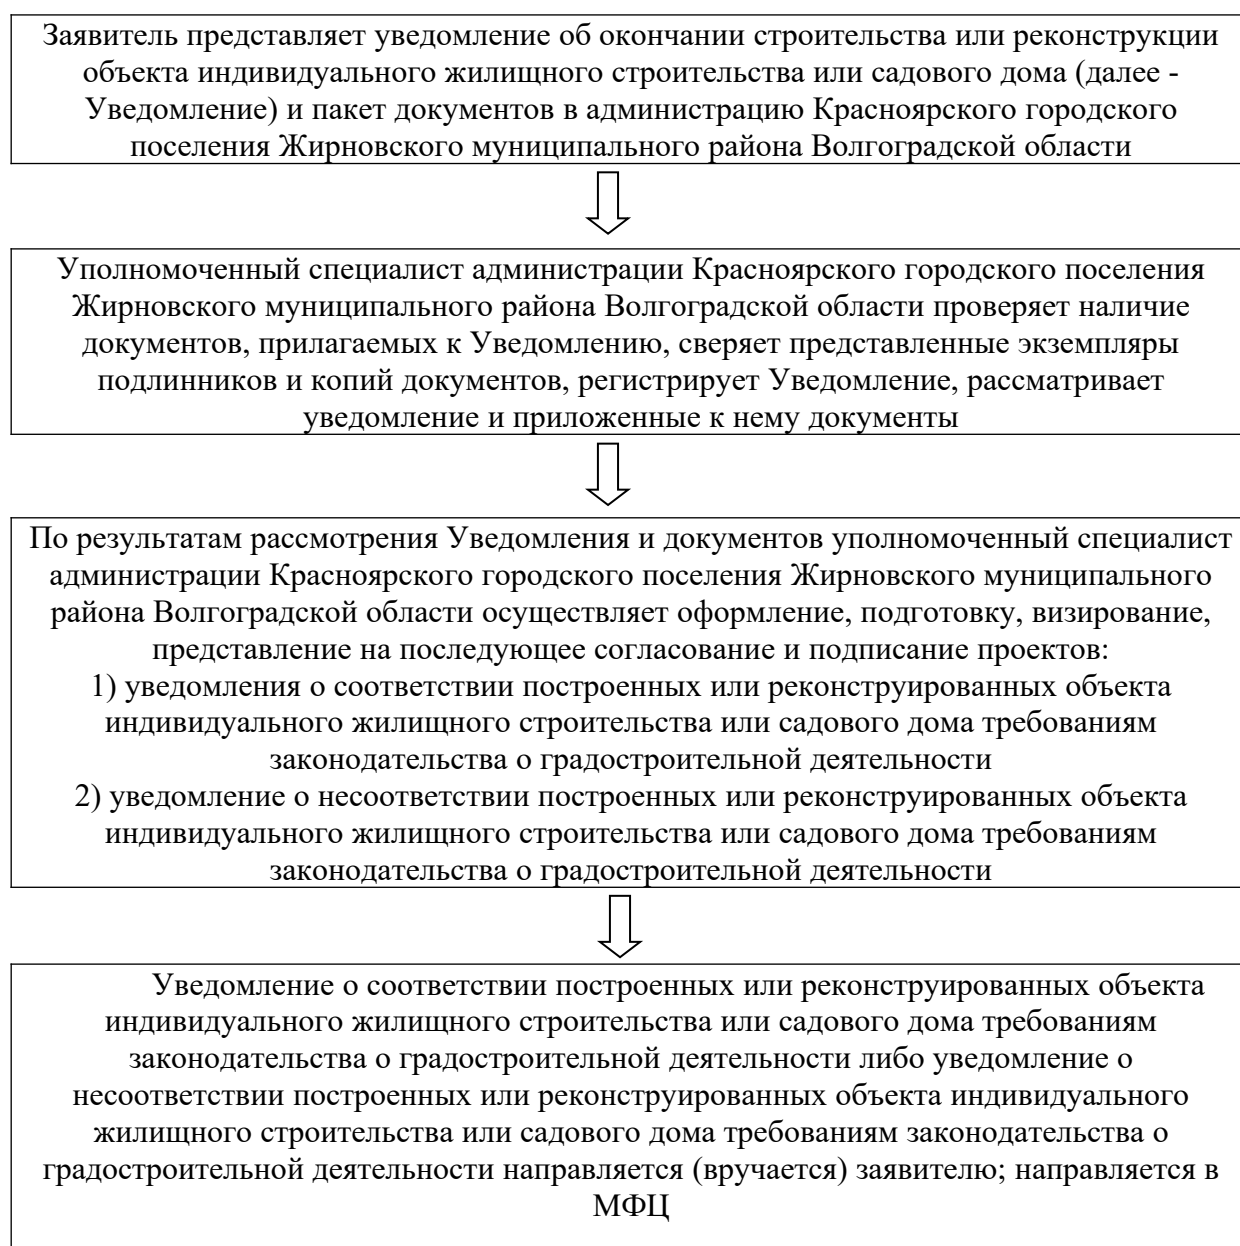 Заявитель представляет уведомление об окончании строительства или реконструкции
объекта индивидуального жилищного строительства или садового дома (далее -
Уведомление) и пакет документов в администрацию Красноярского городского
поселения Жирновского муниципального района Волгоградской области
Уполномоченный специалист администрации Красноярского городского поселения
Жирновского муниципального района Волгоградской области проверяет наличие
документов, прилагаемых к Уведомлению, сверяет представленные экземпляры
подлинников и копий документов, регистрирует Уведомление, рассматривает
уведомление и приложенные к нему документы
По результатам рассмотрения Уведомления и документов уполномоченный специалист
администрации Красноярского городского поселения Жирновского муниципального
района Волгоградской области осуществляет оформление, подготовку, визирование,
представление на последующее согласование и подписание проектов:
1) уведомления о соответствии построенных или реконструированных объекта
индивидуального жилищного строительства или садового дома требованиям
законодательства о градостроительной деятельности
2) уведомление о несоответствии построенных или реконструированных объекта
индивидуального жилищного строительства или садового дома требованиям
законодательства о градостроительной деятельности
Уведомление о соответствии построенных или реконструированных объекта
индивидуального жилищного строительства или садового дома требованиям
законодательства о градостроительной деятельности либо уведомление о
несоответствии построенных или реконструированных объекта индивидуального
жилищного строительства или садового дома требованиям законодательства о
градостроительной деятельности направляется (вручается) заявителю; направляется в
МФЦ